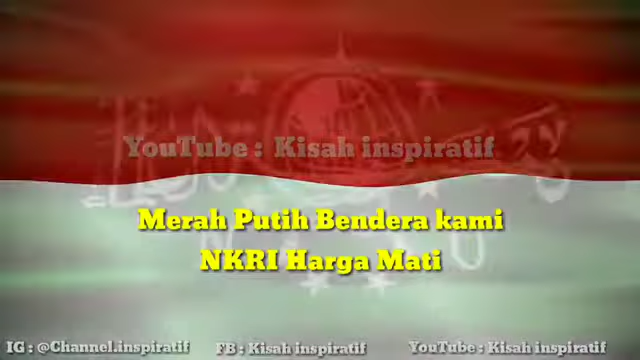 YouTube : Kisah inspiratif
Merah Putih Bendera kami
NKRI Harga Mati
N U
IG : @Channel.inspiratif
FB : Kisah inspiratif
YouTube : Kisah inspiratif